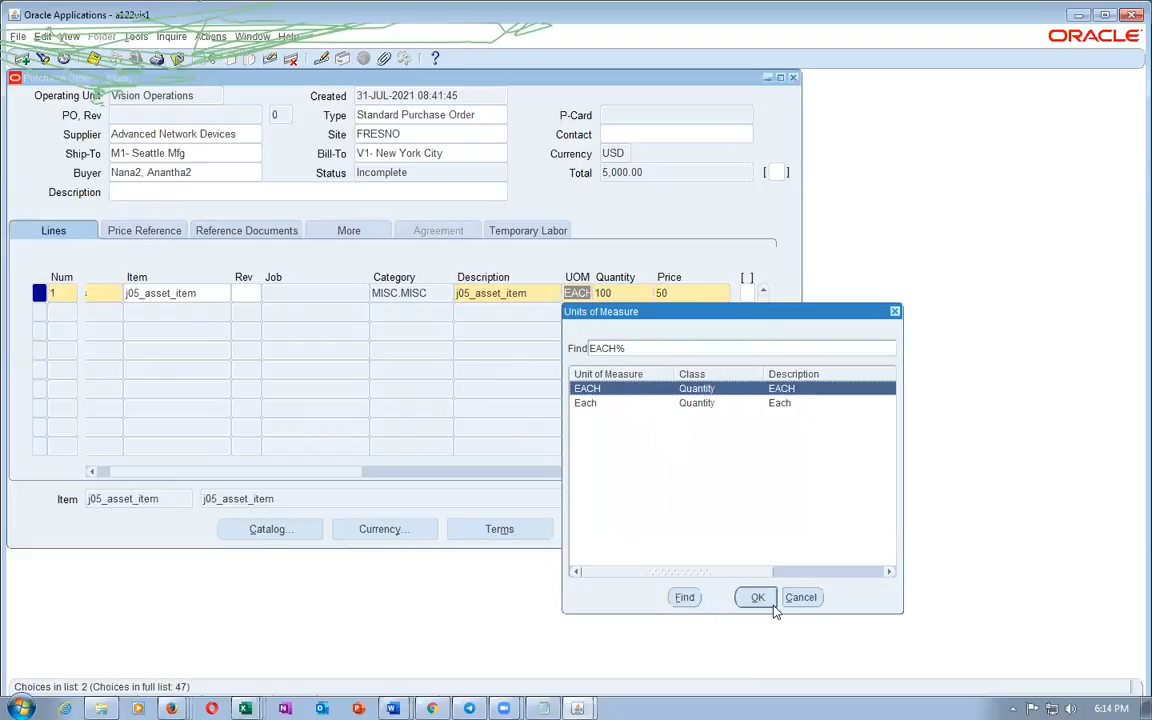 Oracle Applications - a122vis1
File Edit View Folder Tools Inquire Actions Window Help
ORACLE
Operating Unit Vision Operations Created 31-JUL-2021 08:41:45
PO, Rev 0 Type Standard Purchase Order P-Card
Supplier Advanced Network Devices Site FRESNO Contact
Ship-To M1- Seattle Mfg Bill-To V1- New York City Currency USD
Buyer Nana2, Anantha2 Status Incomplete Total 5,000.00 [ ]
Description
Lines Price Reference Reference Documents More Agreement Temporary Labor
Num Item Rev Job Category Description UOM Quantity Price [ ]
1 j05_asset_item MISC.MISC j05_asset_item EACH 100 50
Units of Measure
Find EACH%
Unit of Measure Class Description
EACH Quantity EACH
Each Quantity Each
Item j05_asset_item j05_asset_item
Catalog... Currency... Terms
Find OK Cancel
Choices in list: 2 (Choices in full list: 47)
6:14 PM